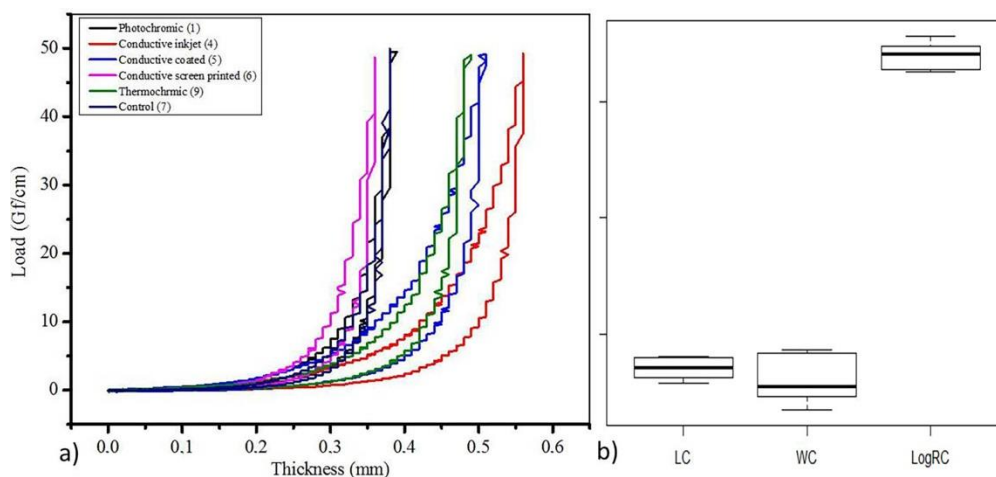 Photochromic (1)
Conductive inkjet (4)
Conductive coated (5)
Conductive screen printed (6)
Thermochrmic (9)
Control (7)
50
40
30
20
10
0
Load (Gf/cm)
0.0 0.1 0.2 0.3 0.4 0.5 0.6
Thickness (mm)
a)
b)
LC WC LogRC